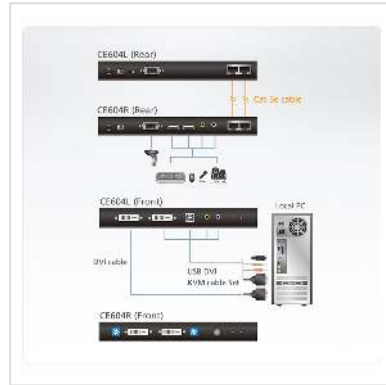 CE604L (Rear)
Cat 5e cable
CE604R (Rear)
CE604L (Front)
Local PC
DVI cable
USB DVI
KVM cable Set
CE604R (Front)